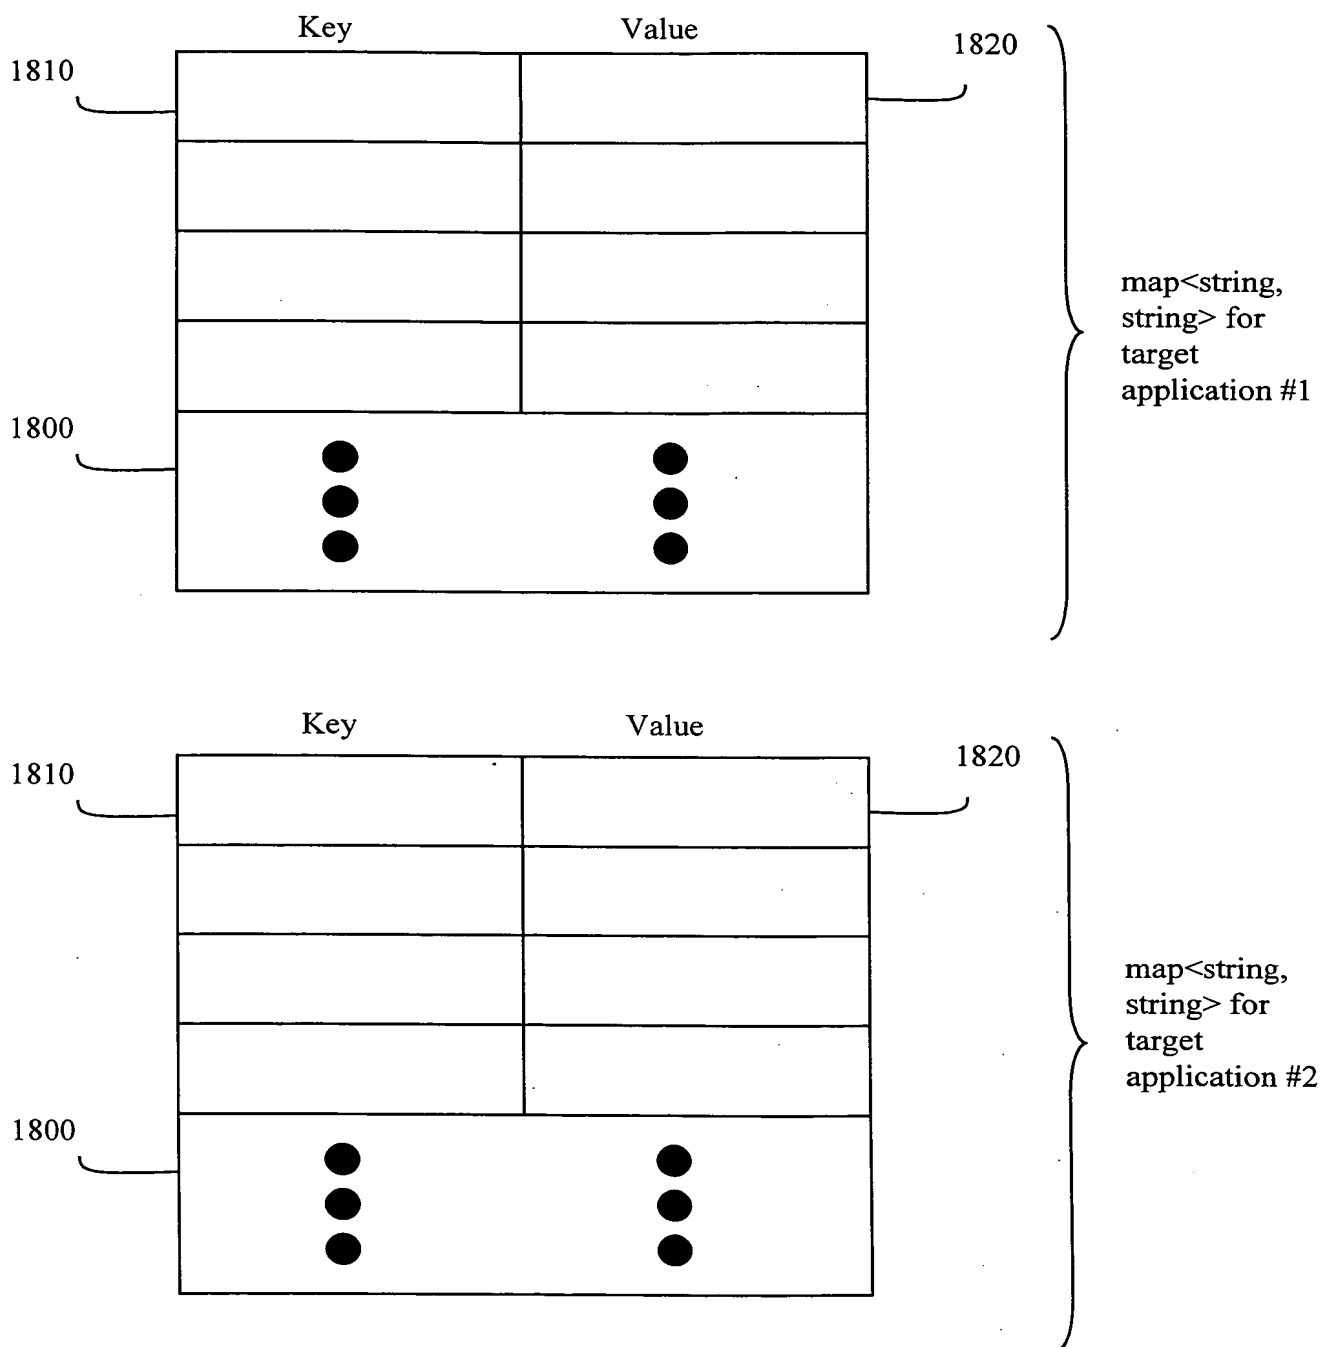 Key Value
1810
1820
map<string,
string> for
target
application #1
1800
Key Value
1810
1820
map<string,
string> for
target
application #2
1800